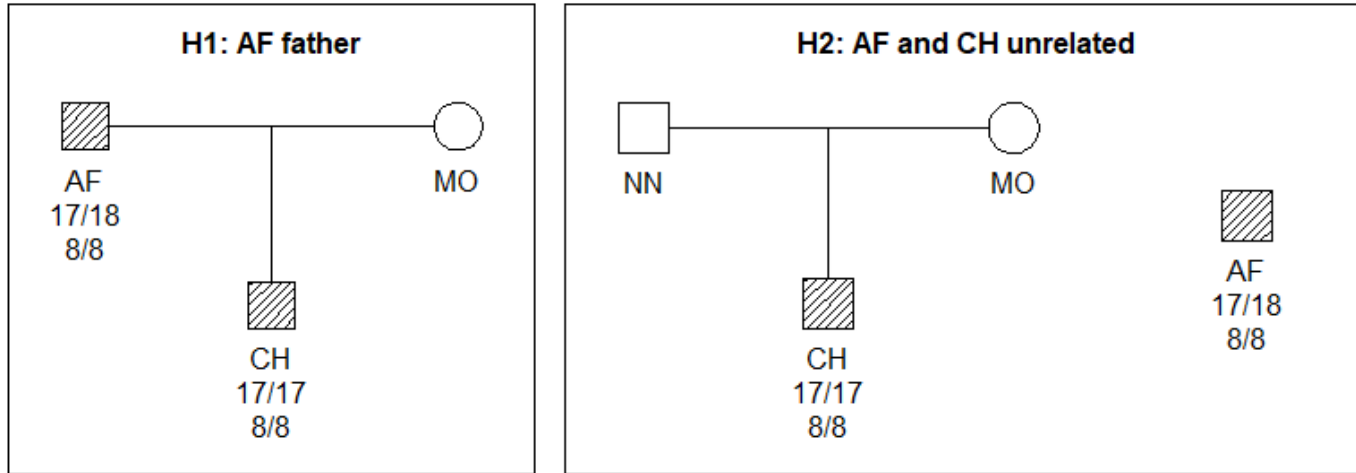 H1: AF father
AF
17/18
8/8
MO
CH
17/17
8/8
H2: AF and CH unrelated
NN
MO
CH
17/17
8/8
AF
17/18
8/8